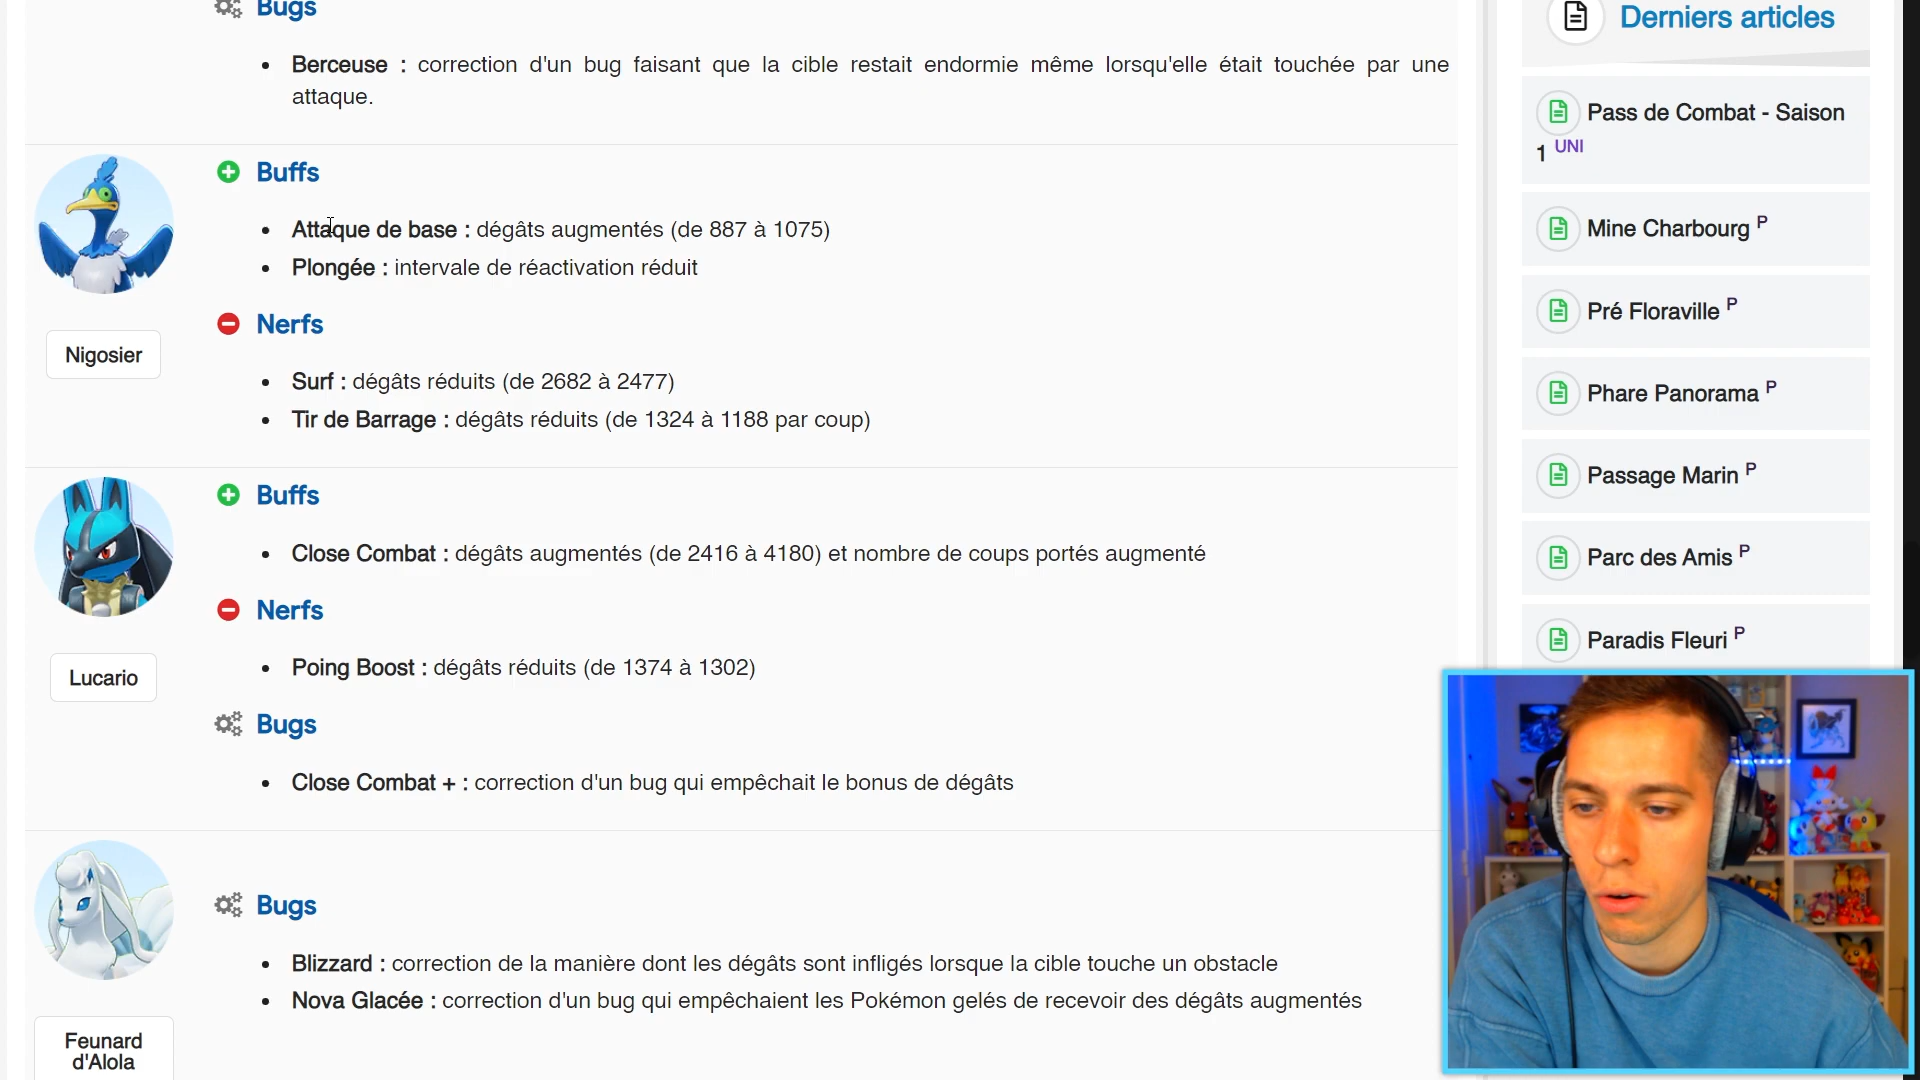 Bugs
Berceuse : correction d'un bug faisant que la cible restait endormie même lorsqu'elle était touchée par une
attaque.
Buffs
Attaque de base : dégâts augmentés (de 887 à 1075)
Plongée : intervale de réactivation réduit
Nerfs
Surf : dégâts réduits (de 2682 à 2477)
Tir de Barrage : dégâts réduits (de 1324 à 1188 par coup)
Nigosier
Buffs
Close Combat : dégâts augmentés (de 2416 à 4180) et nombre de coups portés augmenté
Nerfs
Poing Boost : dégâts réduits (de 1374 à 1302)
Lucario
Bugs
Close Combat + : correction d'un bug qui empêchait le bonus de dégâts
Bugs
Blizzard : correction de la manière dont les dégâts sont infligés lorsque la cible touche un obstacle
Nova Glacée : correction d'un bug qui empêchaient les Pokémon gelés de recevoir des dégâts augmentés
Feunard
d'Alola
Derniers articles
Pass de Combat - Saison
1 UNI
Mine Charbourg P
Pré Floraville P
Phare Panorama P
Passage Marin P
Parc des Amis P
Paradis Fleuri P